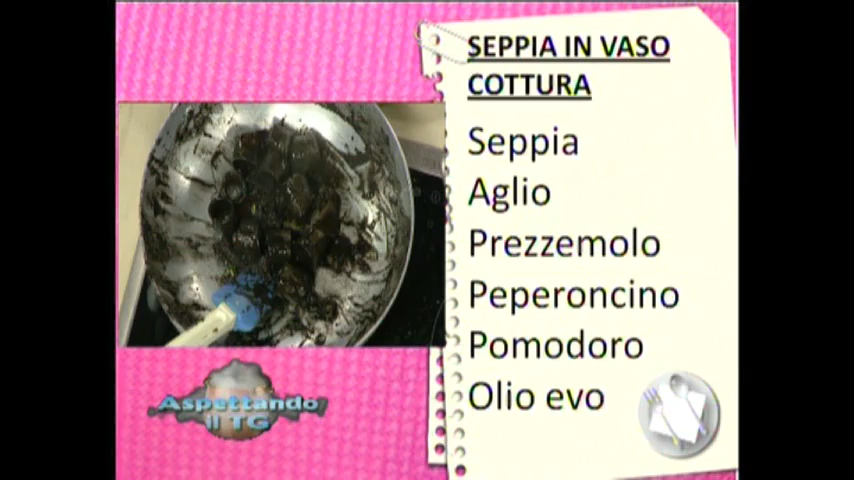 SEPPIA IN VASO
COTTURA
Seppia
Aglio
Prezzemolo
Peperoncino
Pomodoro
Olio evo
Aspettando
il TG